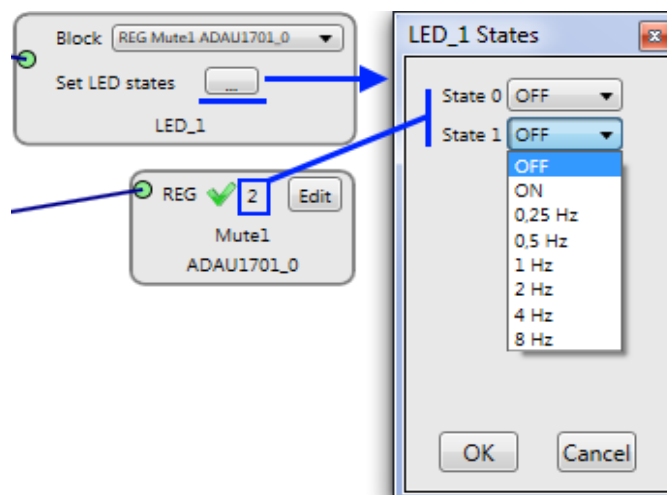 Block REG Mute1 ADAU1701_0
Set LED states ...
LED_1
REG 2 Edit
Mute1
ADAU1701_0
LED_1 States
State 0 OFF
State 1 OFF
OFF
ON
0,25 Hz
0,5 Hz
1 Hz
2 Hz
4 Hz
8 Hz
OK Cancel